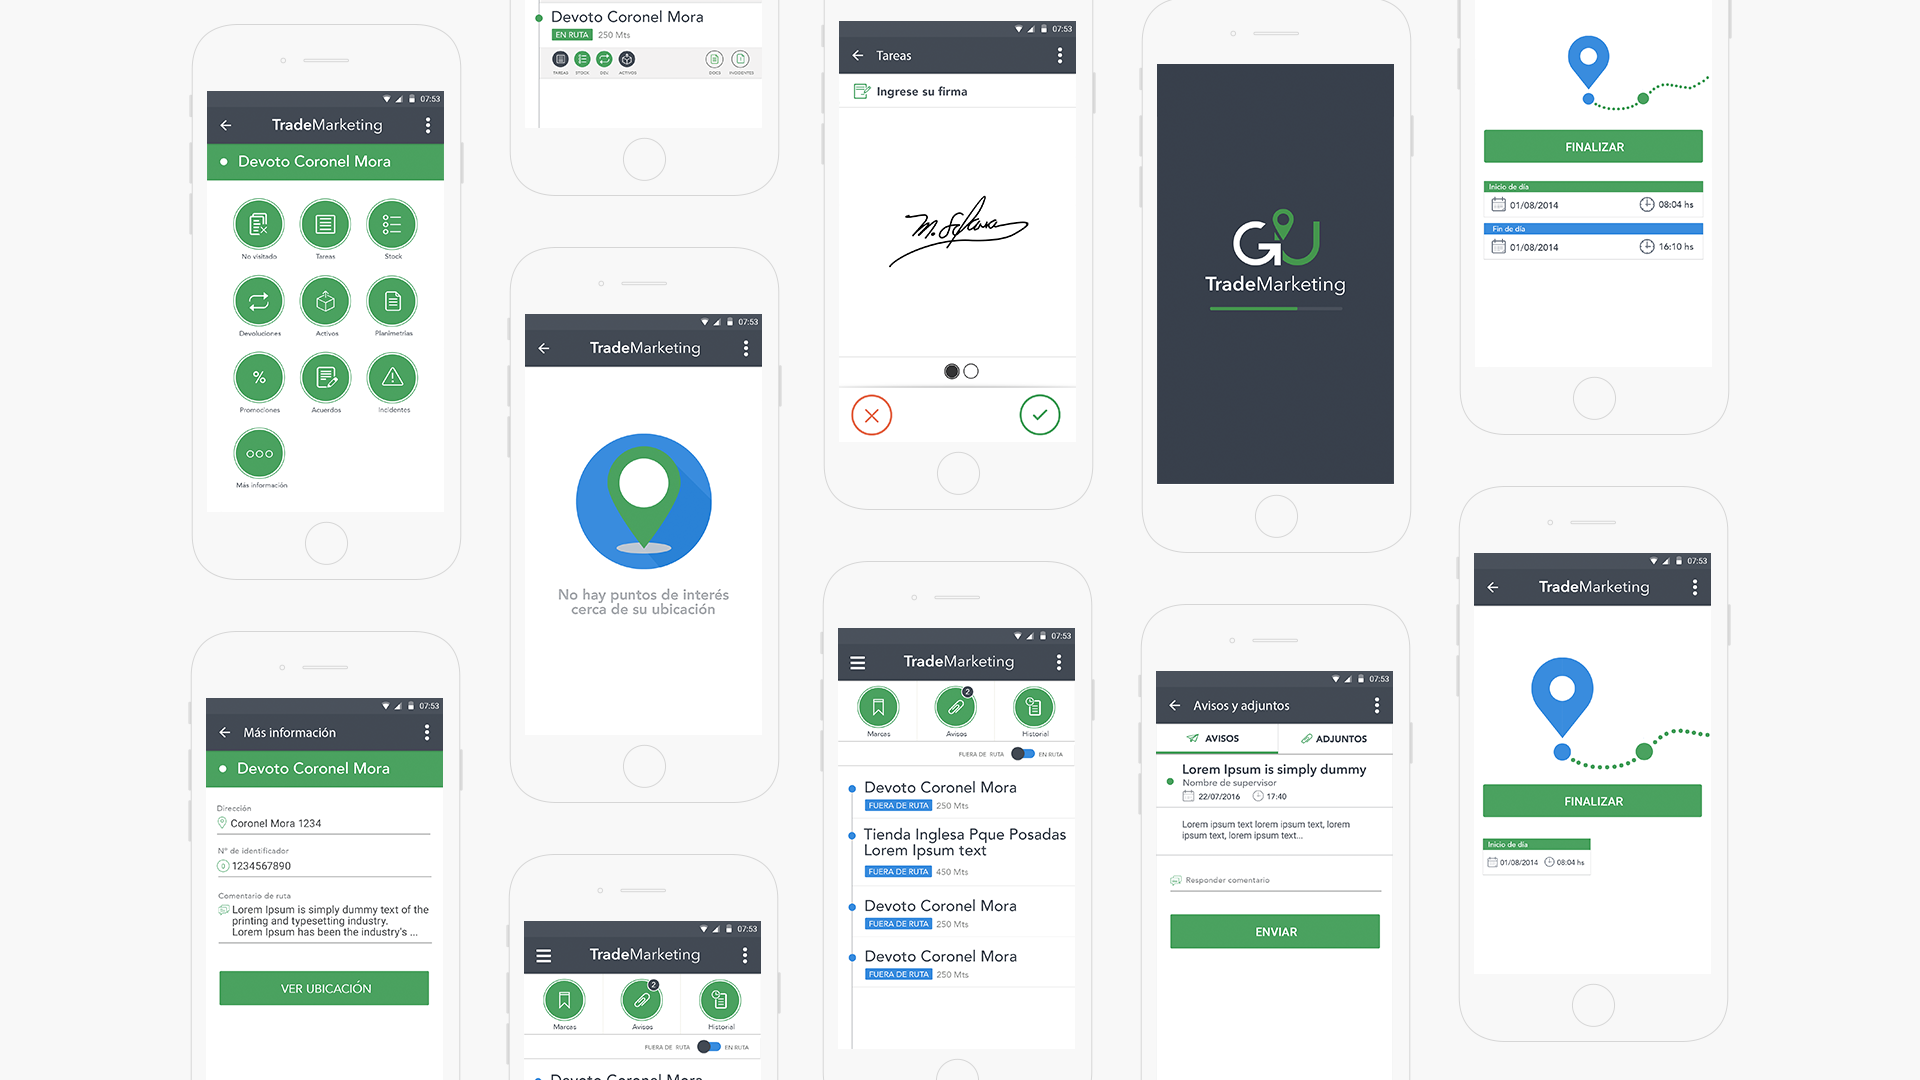 07:53
TradeMarketing
Devoto Coronel Mora
No visitado
Tareas
Stock
Devoluciones
Activos
Planimetrías
%
Promociones
Acuerdos
Incidentes
Más información
07:53
Más información
Devoto Coronel Mora
Dirección
Coronel Mora 1234
N° de identificador
1234567890
Comentario de ruta
Lorem Ipsum is simply dummy text of the
printing and typesetting industry.
Lorem Ipsum has been the industry's ...
VER UBICACIÓN
Devoto Coronel Mora
EN RUTA 250 Mts
TAREAS STOCK DEV. ACTIVOS DOCS INCIDENTES
07:53
TradeMarketing
No hay puntos de interés
cerca de su ubicación
07:53
TradeMarketing
2
Marcas
Avisos
Historial
FUERA DE RUTA EN RUTA
Devoto Coronel Mora
07:53
Tareas
Ingrese su firma
07:53
TradeMarketing
2
Marcas
Avisos
Historial
FUERA DE RUTA EN RUTA
Devoto Coronel Mora
FUERA DE RUTA 250 Mts
Tienda Inglesa Pque Posadas
Lorem Ipsum text
FUERA DE RUTA 450 Mts
Devoto Coronel Mora
FUERA DE RUTA 250 Mts
Devoto Coronel Mora
FUERA DE RUTA 250 Mts
GU
TradeMarketing
07:53
Avisos y adjuntos
AVISOS
ADJUNTOS
Lorem Ipsum is simply dummy
Nombre de supervisor
22/07/2016 17:40
Lorem ipsum text lorem ipsum text, lorem
ipsum text, lorem ipsum text...
Responder comentario
ENVIAR
FINALIZAR
Inicio de día
01/08/2014 08:04 hs
Fin de día
01/08/2014 16:10 hs
07:53
TradeMarketing
FINALIZAR
Inicio de día
01/08/2014 08:04 hs